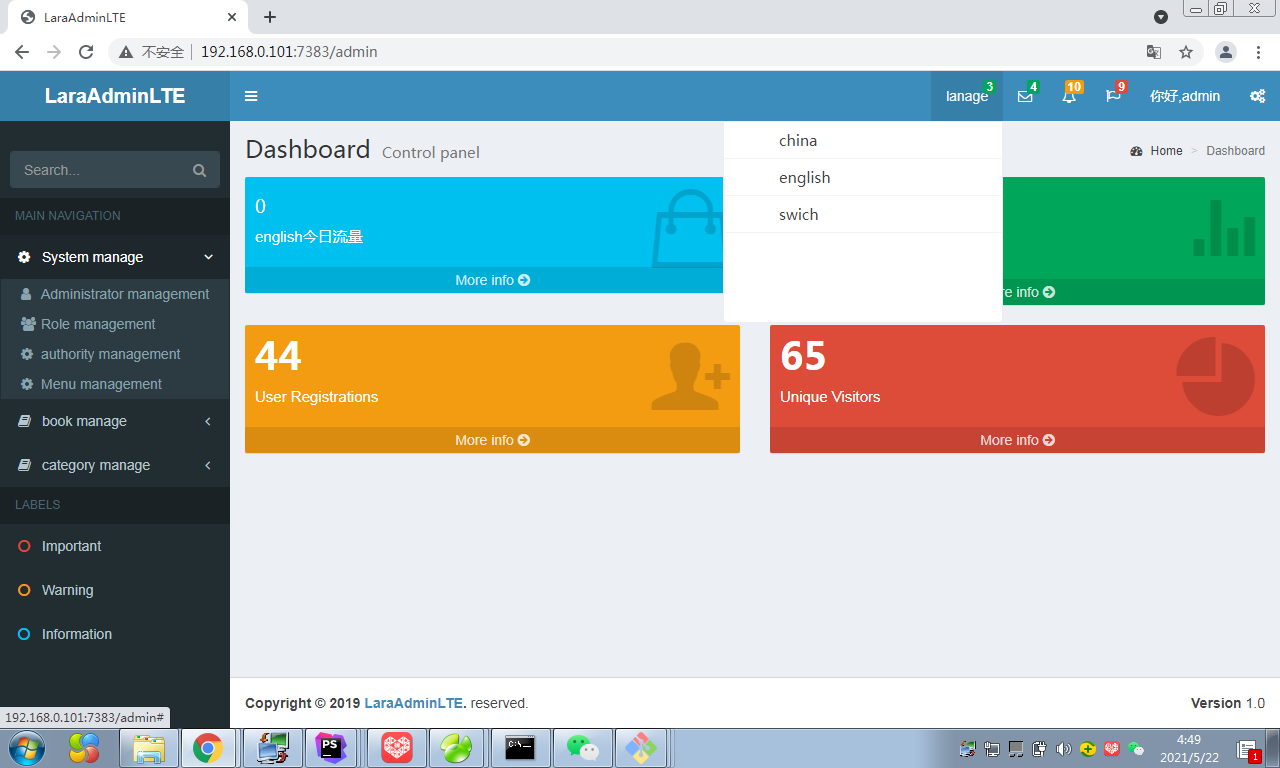 LaraAdminLTE
不安全 192.168.0.101:7383/admin
LaraAdminLTE
lanage 3
4
10
9
你好,admin
Search...
MAIN NAVIGATION
System manage
Administrator management
Role management
authority management
Menu management
book manage
category manage
LABELS
Important
Warning
Information
Dashboard Control panel
Home > Dashboard
china
english
swich
0
english今日流量
More info
re info
44
User Registrations
More info
65
Unique Visitors
More info
Copyright © 2019 LaraAdminLTE. reserved.
Version 1.0
192.168.0.101:7383/admin#
PS
C:\_
4:49
2021/5/22
1